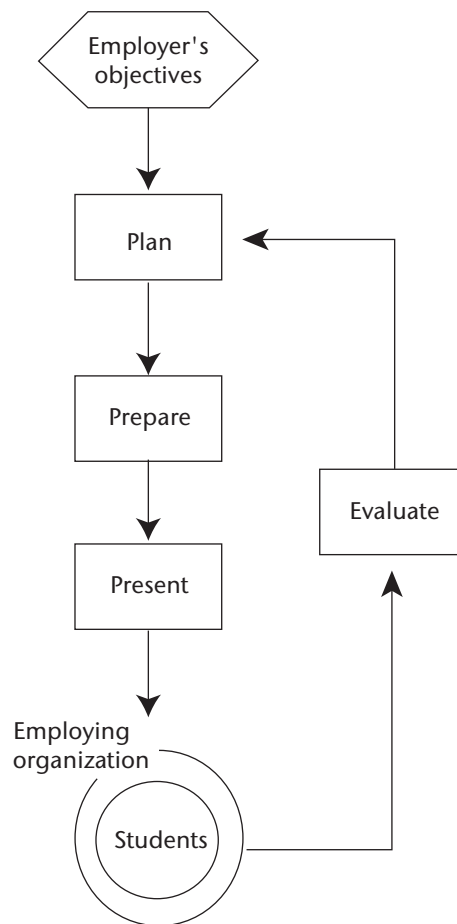 Employer's
objectives
Plan
Prepare
Evaluate
Present
Employing
organization
Students